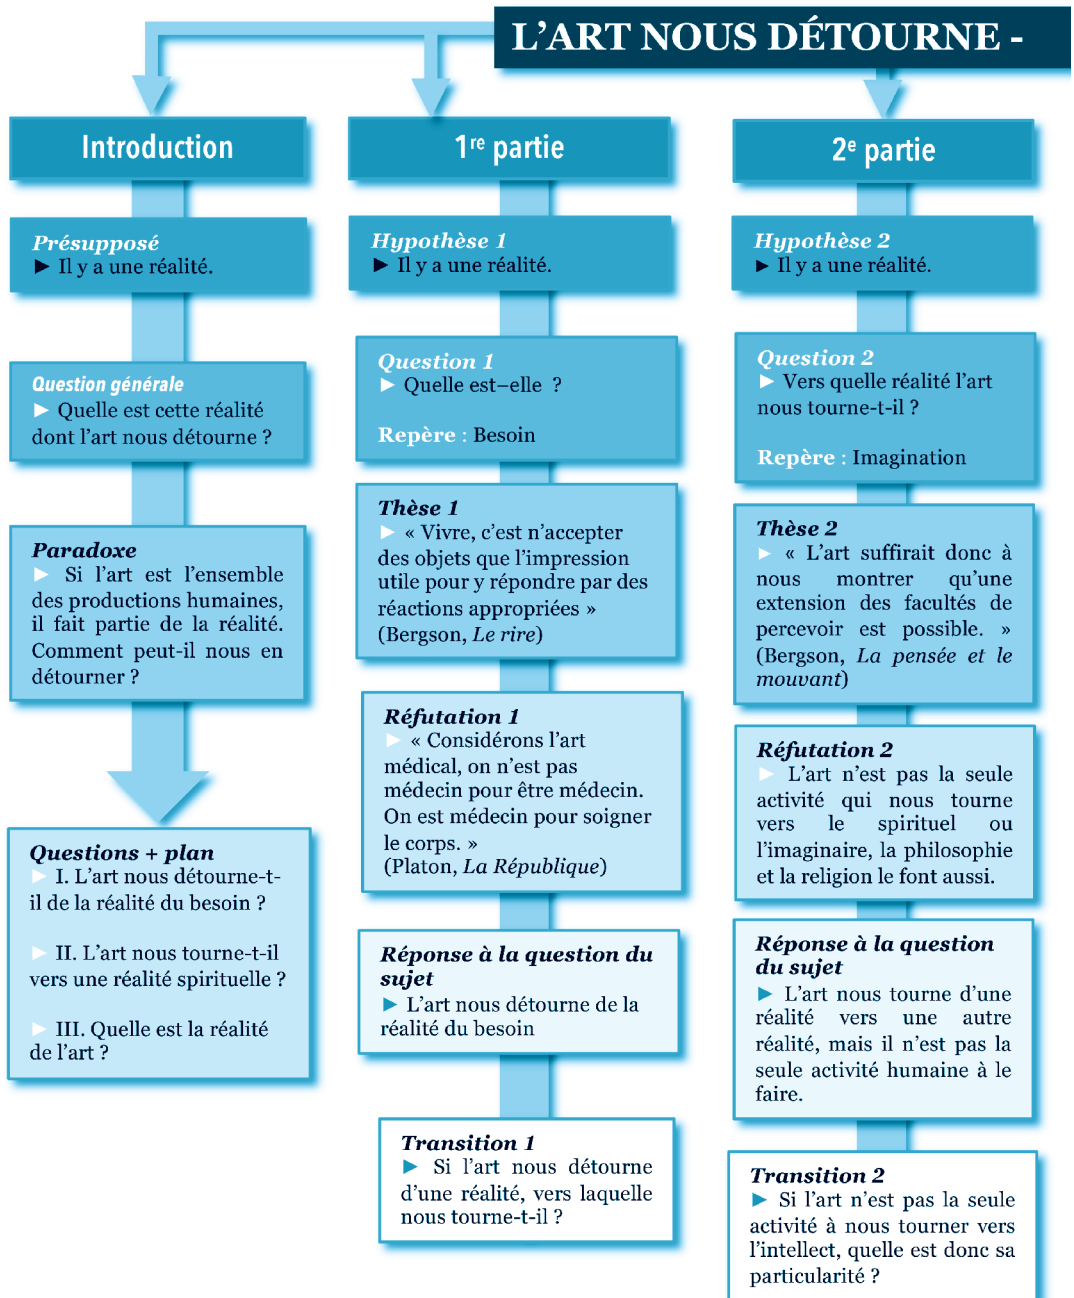 L’ART NOUS DÉTOURNE -
Introduction
Présupposé
► Il y a une réalité.
Question générale
► Quelle est cette réalité
dont l’art nous détourne ?
Paradoxe
► Si l’art est l’ensemble
des productions humaines,
il fait partie de la réalité.
Comment peut-il nous en
détourner ?
Questions + plan
► I. L’art nous détourne-t-
il de la réalité du besoin ?
► II. L’art nous tourne-t-il
vers une réalité spirituelle ?
► III. Quelle est la réalité
de l’art ?
1re partie
Hypothèse 1
► Il y a une réalité.
Question 1
► Quelle est–elle ?
Repère : Besoin
Thèse 1
► « Vivre, c’est n’accepter
des objets que l’impression
utile pour y répondre par des
réactions appropriées »
(Bergson, Le rire)
Réfutation 1
► « Considérons l’art
médical, on n’est pas
médecin pour être médecin.
On est médecin pour soigner
le corps. »
(Platon, La République)
Réponse à la question du
sujet
► L’art nous détourne de la
réalité du besoin
Transition 1
► Si l’art nous détourne
d’une réalité, vers laquelle
nous tourne-t-il ?
2e partie
Hypothèse 2
► Il y a une réalité.
Question 2
► Vers quelle réalité l’art
nous tourne-t-il ?
Repère : Imagination
Thèse 2
► « L’art suffirait donc à
nous montrer qu’une
extension des facultés de
percevoir est possible. »
(Bergson, La pensée et le
mouvant)
Réfutation 2
► L’art n’est pas la seule
activité qui nous tourne
vers le spirituel ou
l’imaginaire, la philosophie
et la religion le font aussi.
Réponse à la question
du sujet
► L’art nous tourne d’une
réalité vers une autre
réalité, mais il n’est pas la
seule activité humaine à le
faire.
Transition 2
► Si l’art n’est pas la seule
activité à nous tourner vers
l’intellect, quelle est donc sa
particularité ?